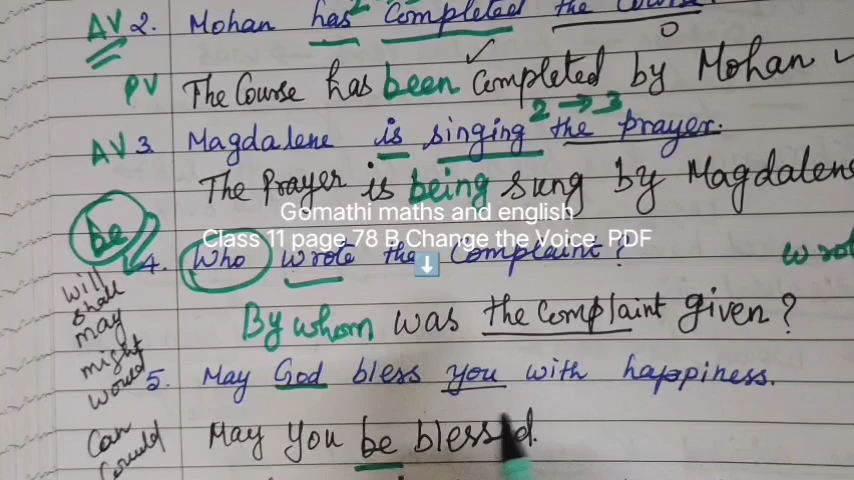 AV 2. Mohan has completed the course.
PV The Course has been completed by Mohan
2 → 3
AV 3. Magdalene is singing the prayer.
The Prayer is being sung by Magdalene
Gomathi maths and english
be
Class 11 page 78 B Change the Voice PDF
4. Who wrote the Complaint?
will
shall
may
might
would
By whom was the complaint given?
5. May God bless you with happiness.
Can
Could
May you be blessed.